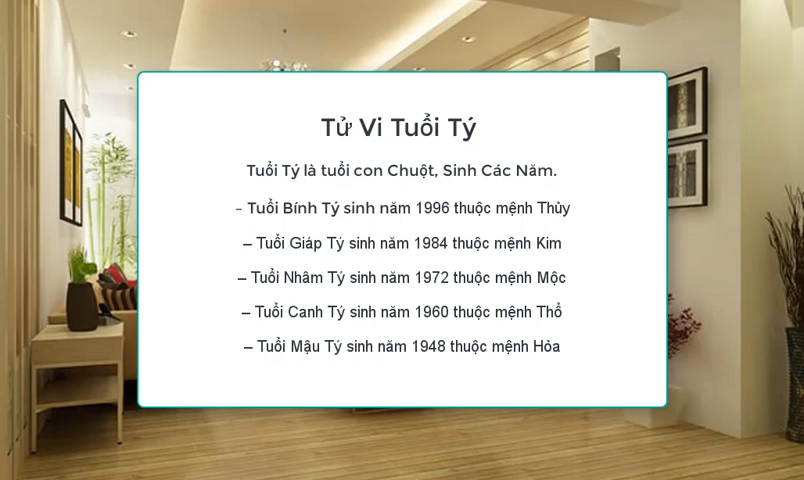 Tử Vi Tuổi Tý
Tuổi Tý là tuổi con Chuột, Sinh Các Năm.
– Tuổi Bính Tý sinh năm 1996 thuộc mệnh Thủy
– Tuổi Giáp Tý sinh năm 1984 thuộc mệnh Kim
– Tuổi Nhâm Tý sinh năm 1972 thuộc mệnh Mộc
– Tuổi Canh Tý sinh năm 1960 thuộc mệnh Thổ
– Tuổi Mậu Tý sinh năm 1948 thuộc mệnh Hỏa